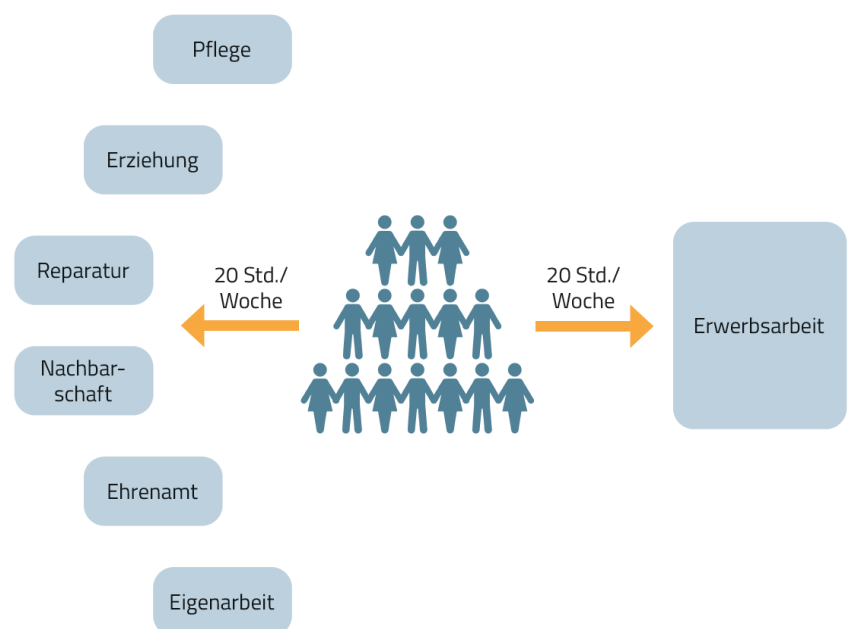 Pflege
Erziehung
Reparatur
Nachbar-
schaft
Ehrenamt
Eigenarbeit
20 Std./
Woche
20 Std./
Woche
Erwerbsarbeit